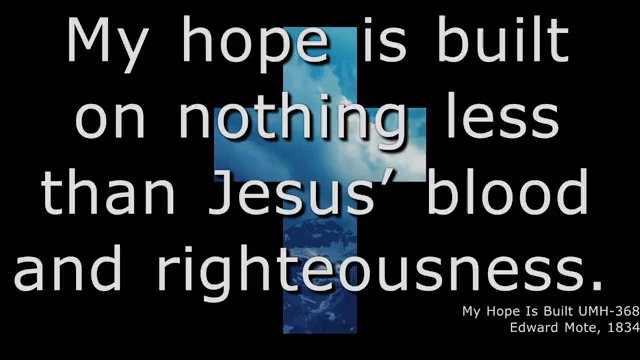 My hope is built
on nothing less
than Jesus’ blood
and righteousness.
My Hope Is Built UMH-368
Edward Mote, 1834